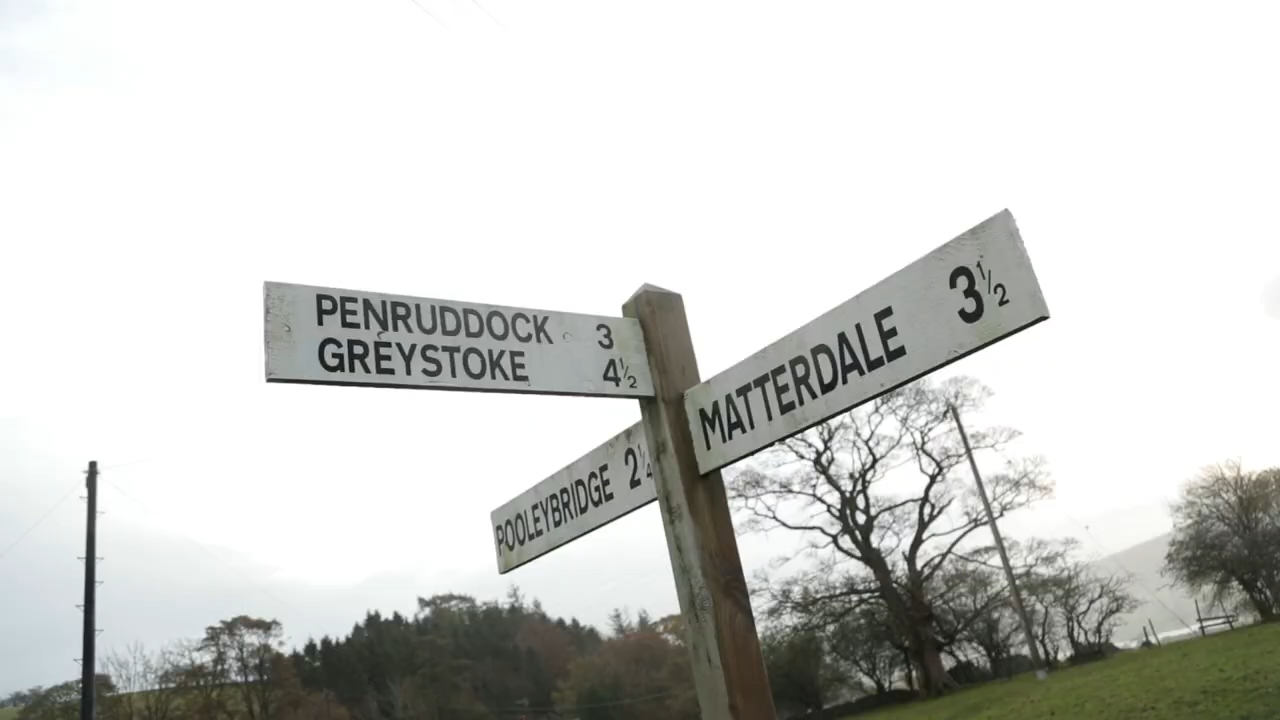 PENRUDDOCK 3
GREYSTOKE 4½
MATTERDALE 3½
POOLEYBRIDGE 2¼